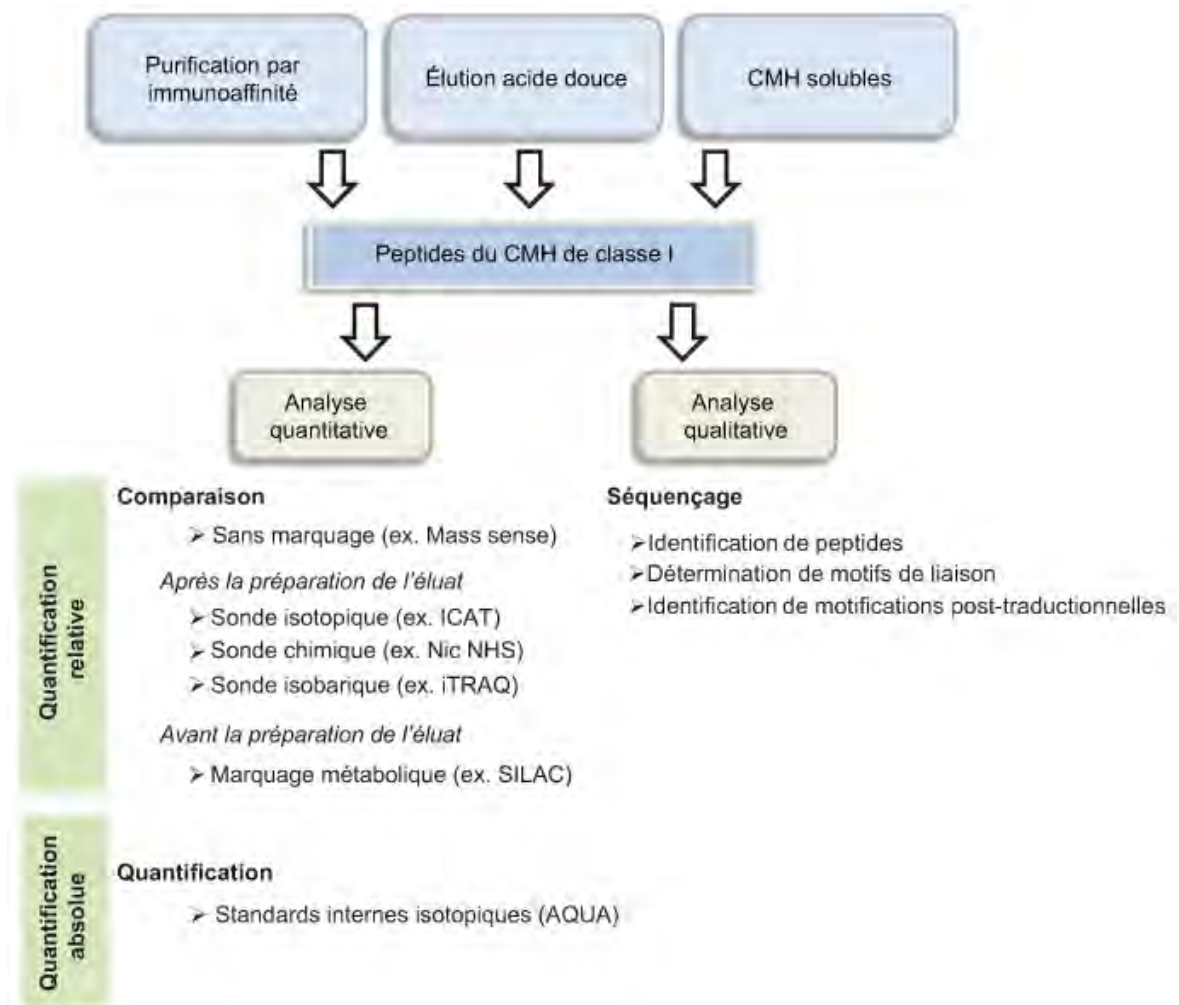 Purification par
immunoaffinité
Élution acide douce
CMH solubles
Peptides du CMH de classe I
Analyse
quantitative
Analyse
qualitative
Quantification
relative
Comparaison
➢ Sans marquage (ex. Mass sense)
Après la préparation de l'éluat
➢ Sonde isotopique (ex. ICAT)
➢ Sonde chimique (ex. Nic NHS)
➢ Sonde isobarique (ex. iTRAQ)
Avant la préparation de l'éluat
➢ Marquage métabolique (ex. SILAC)
Séquençage
➢Identification de peptides
➢Détermination de motifs de liaison
➢Identification de motifications post-traductionnelles
Quantification
absolue
Quantification
➢ Standards internes isotopiques (AQUA)